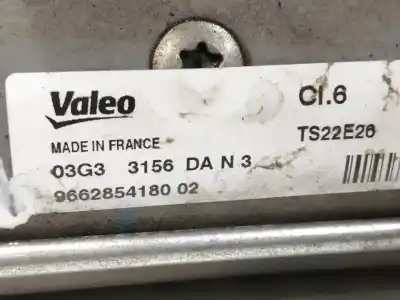 Valeo
Cl.6
MADE IN FRANCE
TS22E26
03G3 3156 DA N 3
9662854180 02